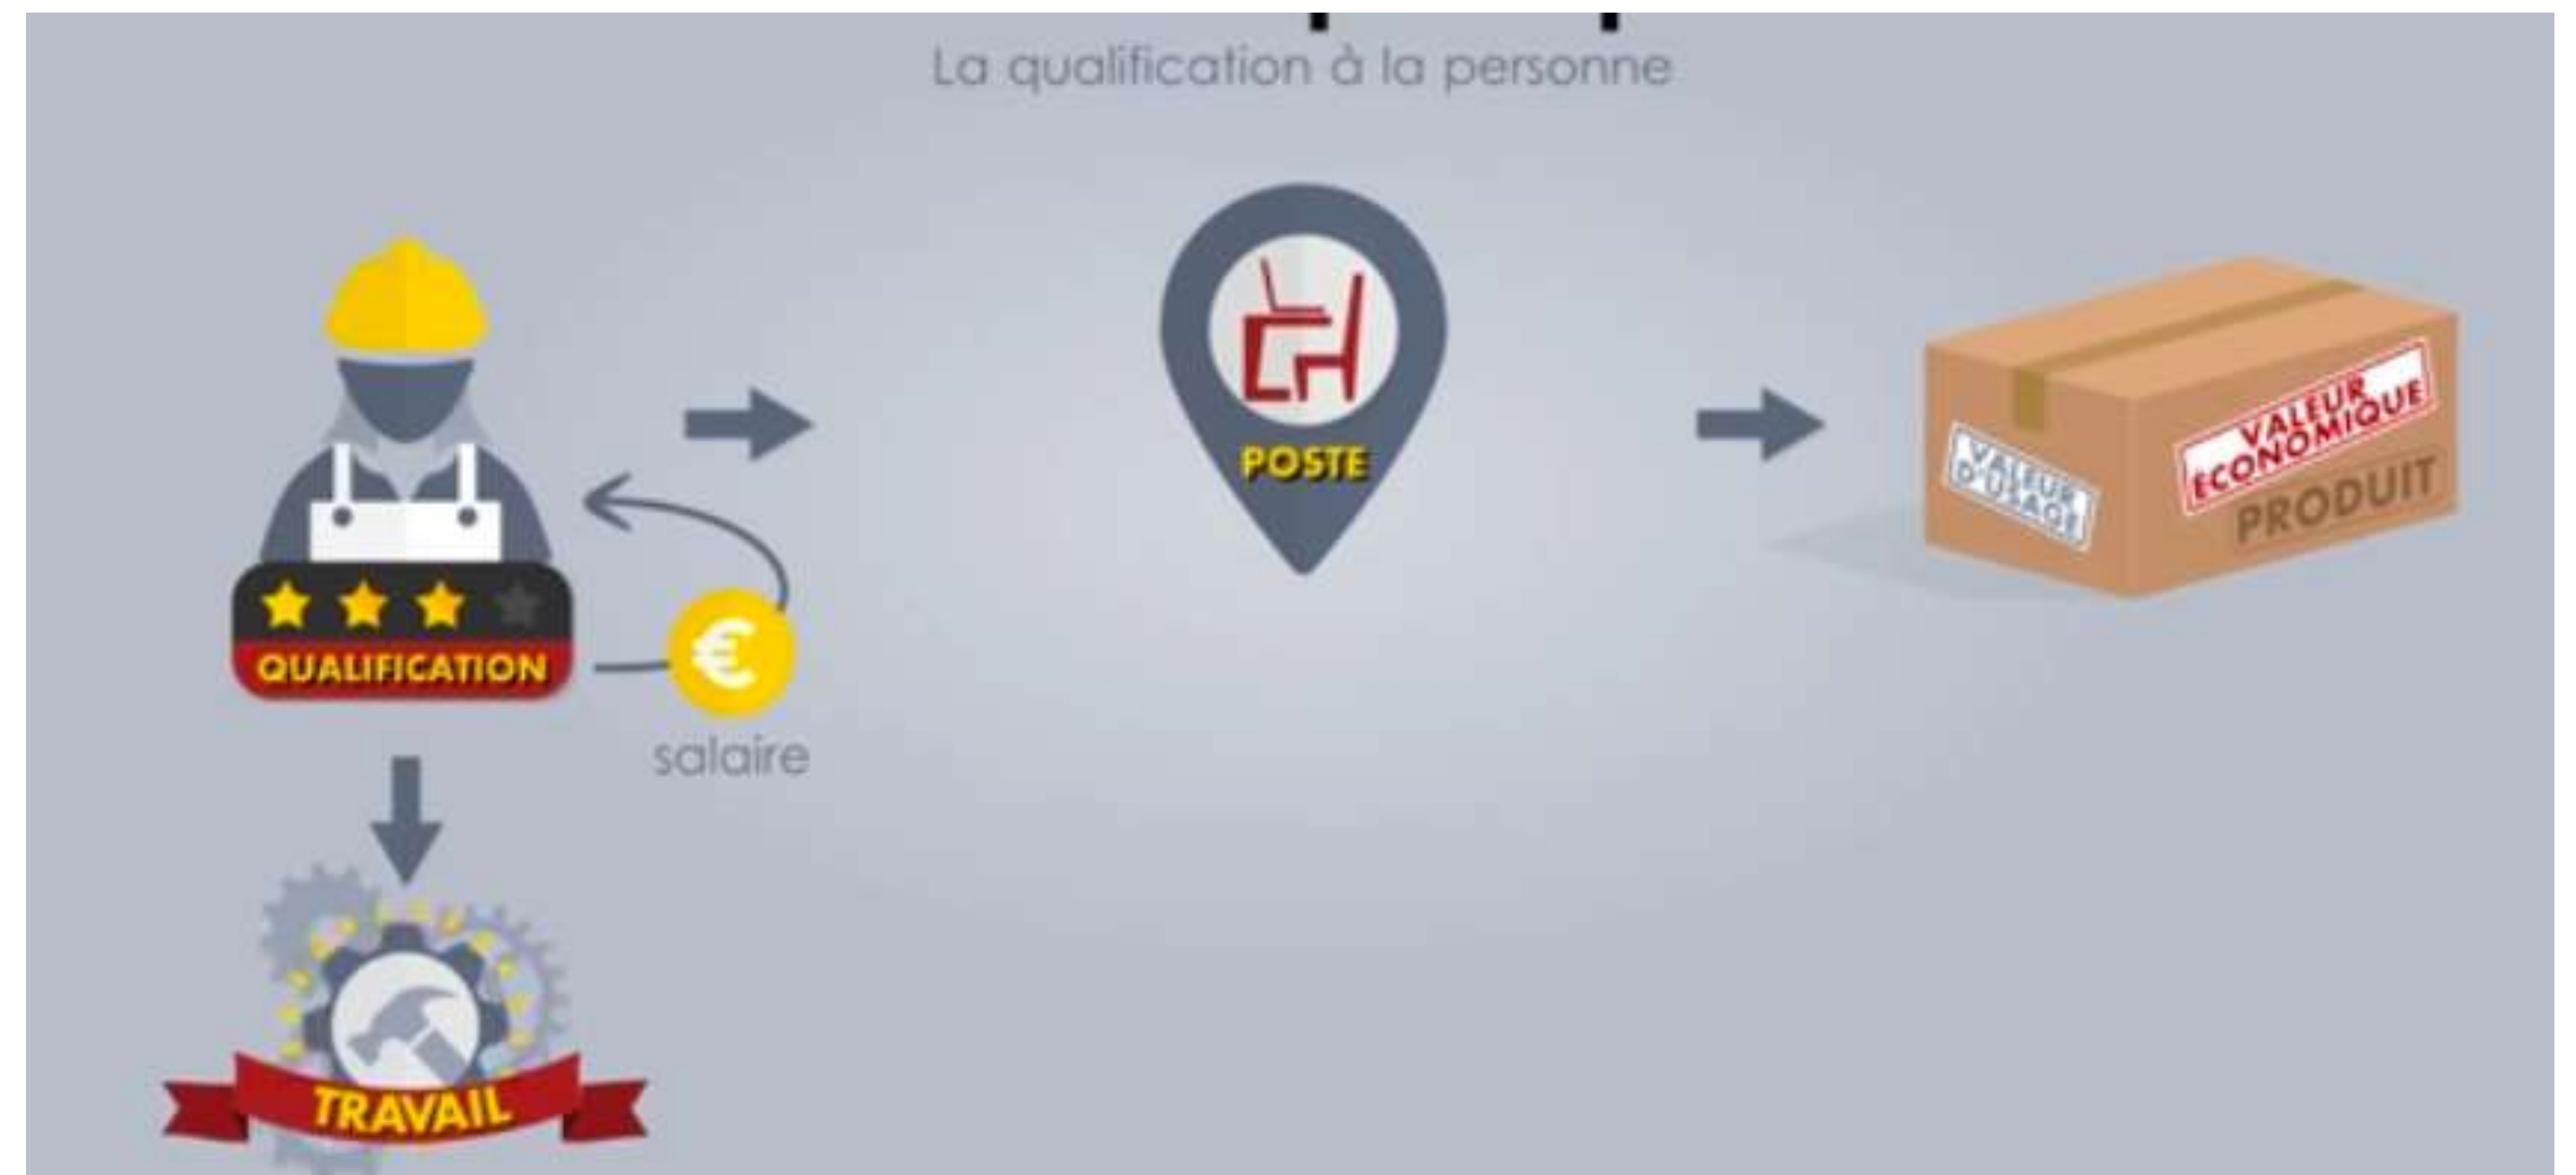 La qualification à la personne
POSTE
VALEUR
D'USAGE
VALEUR
ÉCONOMIQUE
PRODUIT
QUALIFICATION
€
salaire
TRAVAIL